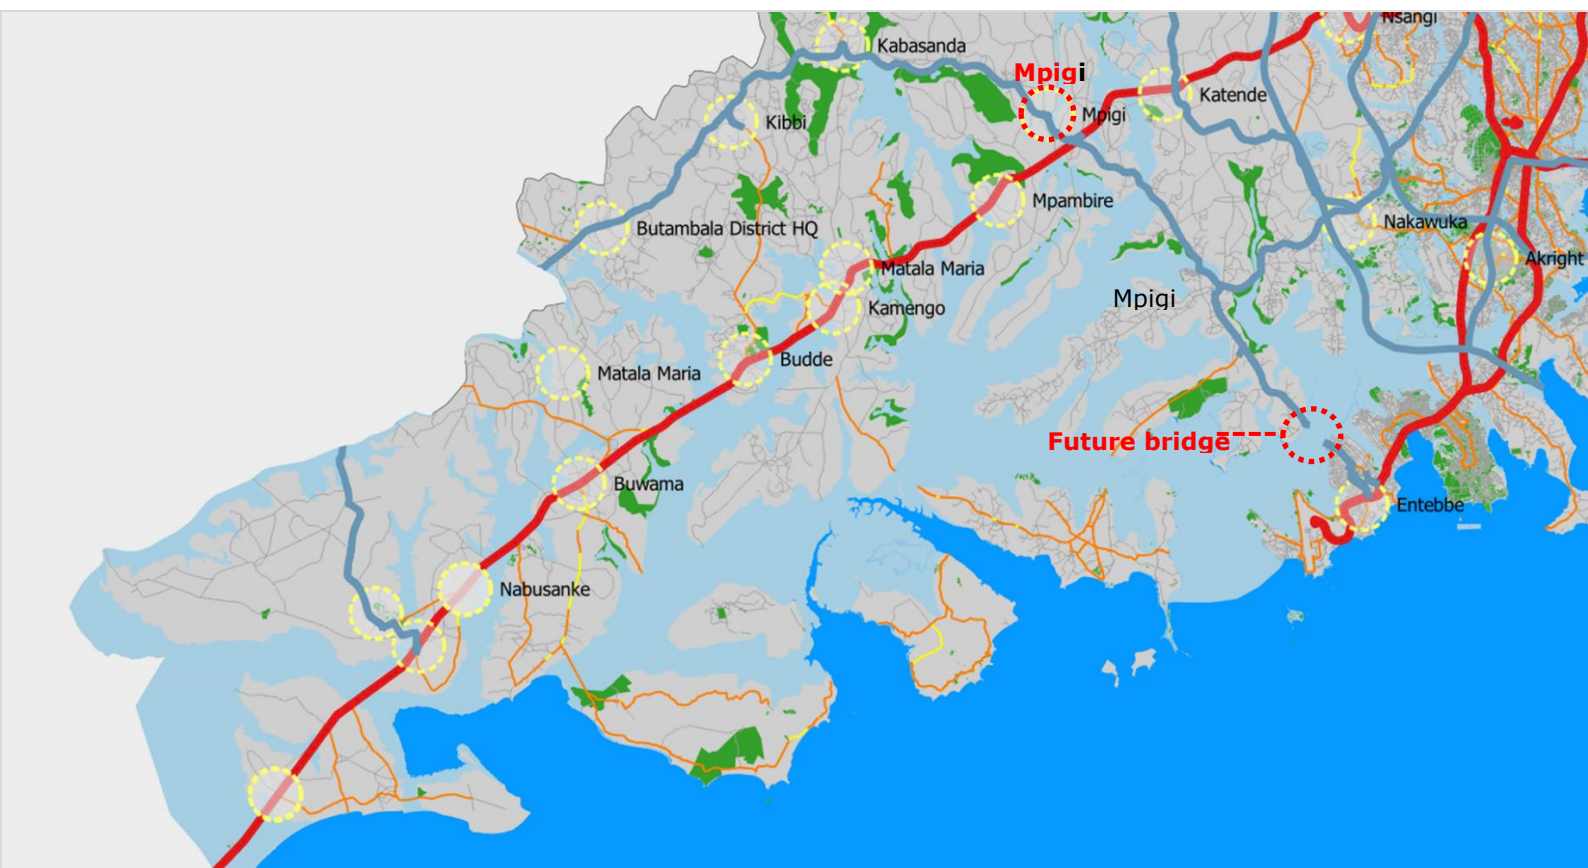 Nsangi
Kabasanda
Mpigi
Katende
Mpigi
Kibbi
Mpambire
Butambala District HQ
Nakawuka
Akright
Matala Maria
Mpigi
Kamengo
Budde
Matala Maria
Future bridge
Buwama
Entebbe
Nabusanke